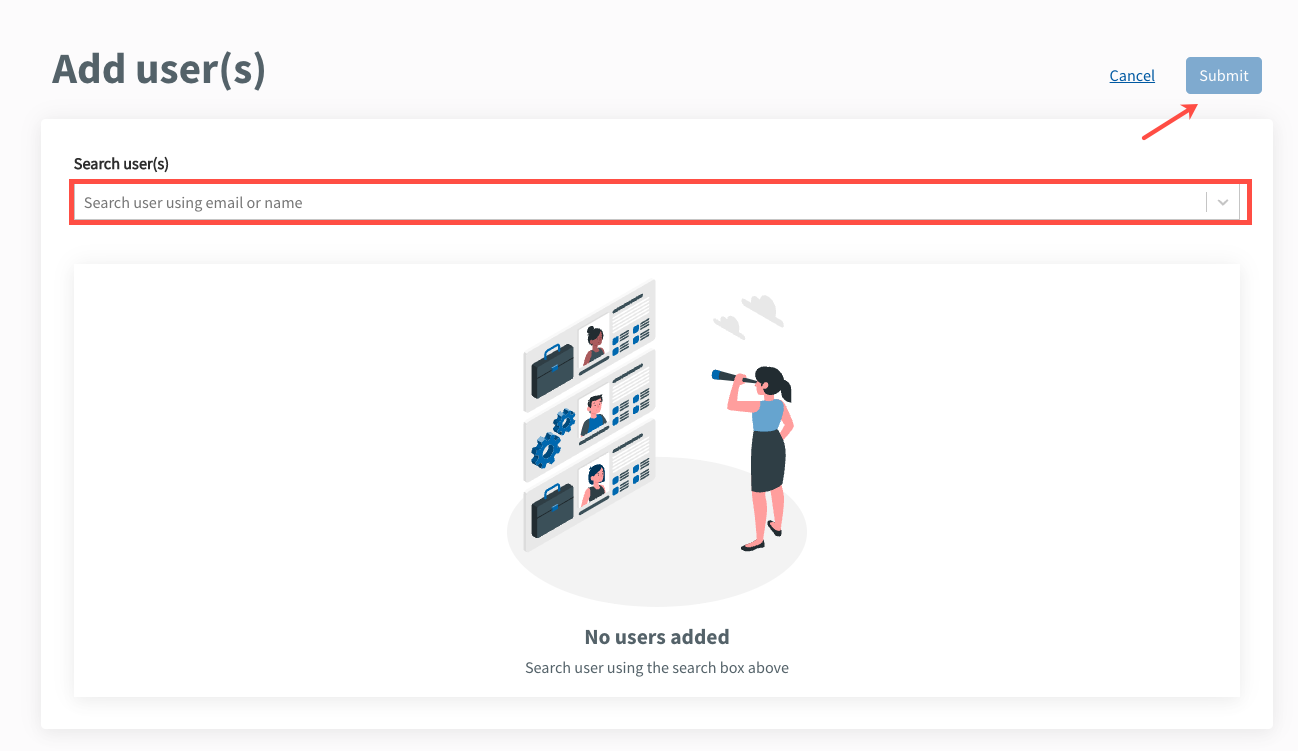 Add user(s)
Cancel
Submit
Search user(s)
Search user using email or name
No users added
Search user using the search box above